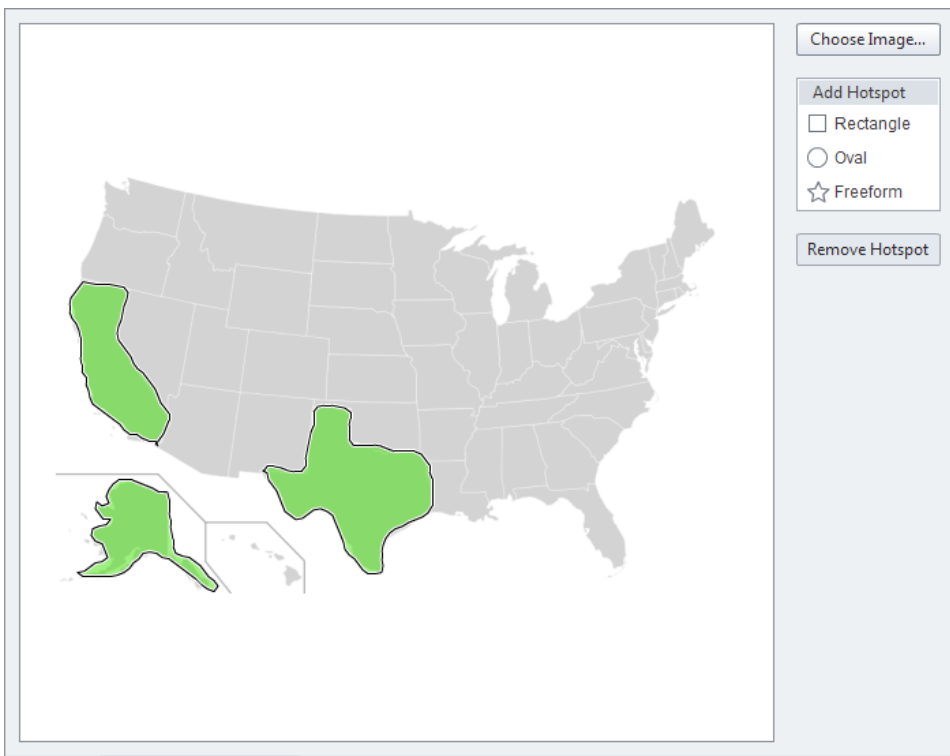 Choose Image...
Add Hotspot
Rectangle
Oval
Freeform
Remove Hotspot